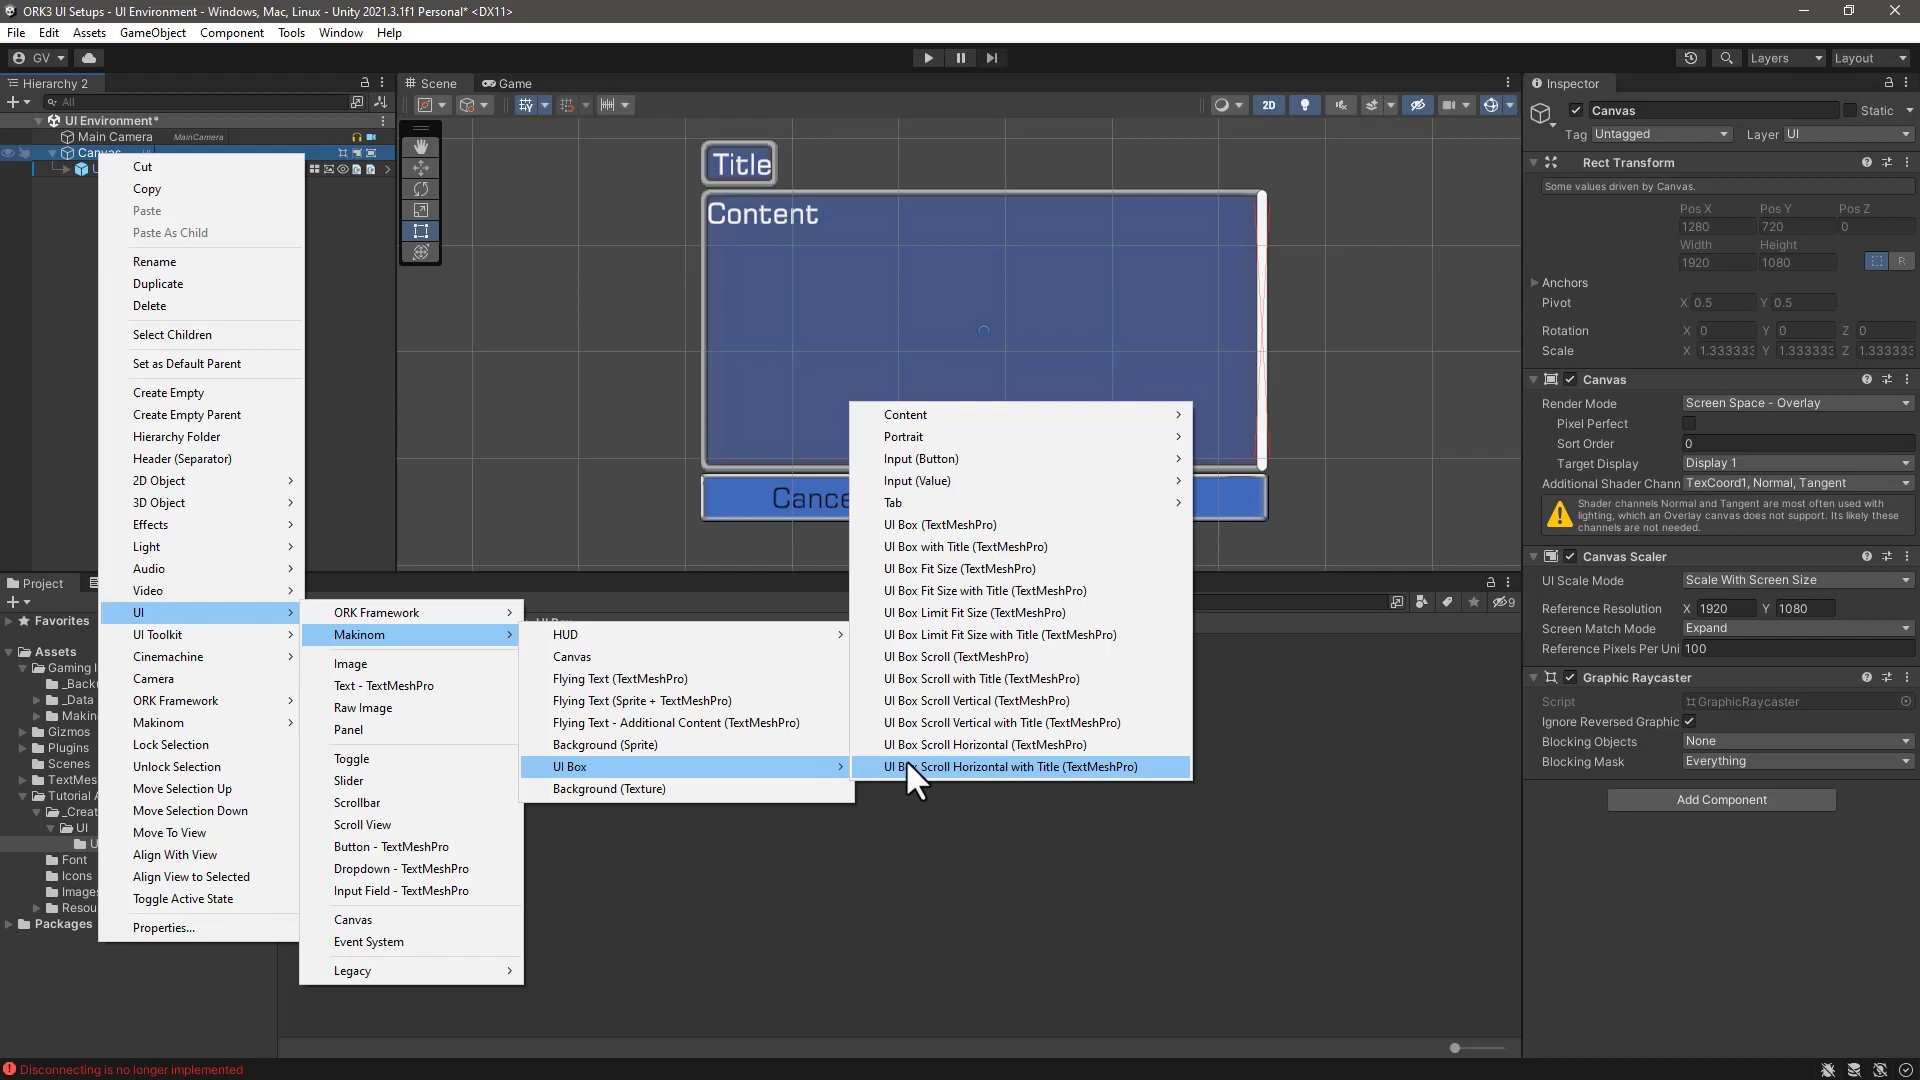 ORK3 UI Setups - UI Environment - Windows, Mac, Linux - Unity 2021.3.1f1 Personal* <DX11>
File Edit Assets GameObject Component Tools Window Help
GV
Layers
Layout
Hierarchy 2
All
UI Environment*
Main Camera MainCamera
Canvas
Cut
Copy
Paste
Paste As Child
Rename
Duplicate
Delete
Select Children
Set as Default Parent
Create Empty
Create Empty Parent
Hierarchy Folder
Header (Separator)
2D Object
3D Object
Effects
Light
Audio
Video
UI
UI Toolkit
Cinemachine
Camera
ORK Framework
Makinom
Lock Selection
Unlock Selection
Move Selection Up
Move Selection Down
Move To View
Align With View
Align View to Selected
Toggle Active State
Properties...
ORK Framework
Makinom
Image
Text - TextMeshPro
Raw Image
Panel
Toggle
Slider
Scrollbar
Scroll View
Button - TextMeshPro
Dropdown - TextMeshPro
Input Field - TextMeshPro
Canvas
Event System
Legacy
HUD
Canvas
Flying Text (TextMeshPro)
Flying Text (Sprite + TextMeshPro)
Flying Text - Additional Content (TextMeshPro)
Background (Sprite)
UI Box
Background (Texture)
Content
Portrait
Input (Button)
Input (Value)
Tab
UI Box (TextMeshPro)
UI Box with Title (TextMeshPro)
UI Box Fit Size (TextMeshPro)
UI Box Fit Size with Title (TextMeshPro)
UI Box Limit Fit Size (TextMeshPro)
UI Box Limit Fit Size with Title (TextMeshPro)
UI Box Scroll (TextMeshPro)
UI Box Scroll with Title (TextMeshPro)
UI Box Scroll Vertical (TextMeshPro)
UI Box Scroll Vertical with Title (TextMeshPro)
UI Box Scroll Horizontal (TextMeshPro)
UI Box Scroll Horizontal with Title (TextMeshPro)
Scene
Game
2D
Title
Content
Cance
9
Project
Favorites
Assets
Gaming I
_Back
_Data
Makin
Gizmos
Plugins
Scenes
TextMes
Tutorial A
_Creat
UI
U
Font
Icons
Images
Resou
Packages
Inspector
Canvas
Static
Tag Untagged
Layer UI
Rect Transform
Some values driven by Canvas.
Pos X Pos Y Pos Z
1280 720 0
Width Height
1920 1080
R
Anchors
Pivot X 0.5 Y 0.5
Rotation X 0 Y 0 Z 0
Scale X 1.333333 Y 1.333333 Z 1.333333
Canvas
Render Mode Screen Space - Overlay
Pixel Perfect
Sort Order 0
Target Display Display 1
Additional Shader Chann TexCoord1, Normal, Tangent
Shader channels Normal and Tangent are most often used with
lighting, which an Overlay canvas does not support. Its likely these
channels are not needed.
Canvas Scaler
UI Scale Mode Scale With Screen Size
Reference Resolution X 1920 Y 1080
Screen Match Mode Expand
Reference Pixels Per Uni 100
Graphic Raycaster
Script GraphicRaycaster
Ignore Reversed Graphic
Blocking Objects None
Blocking Mask Everything
Add Component
Disconnecting is no longer implemented